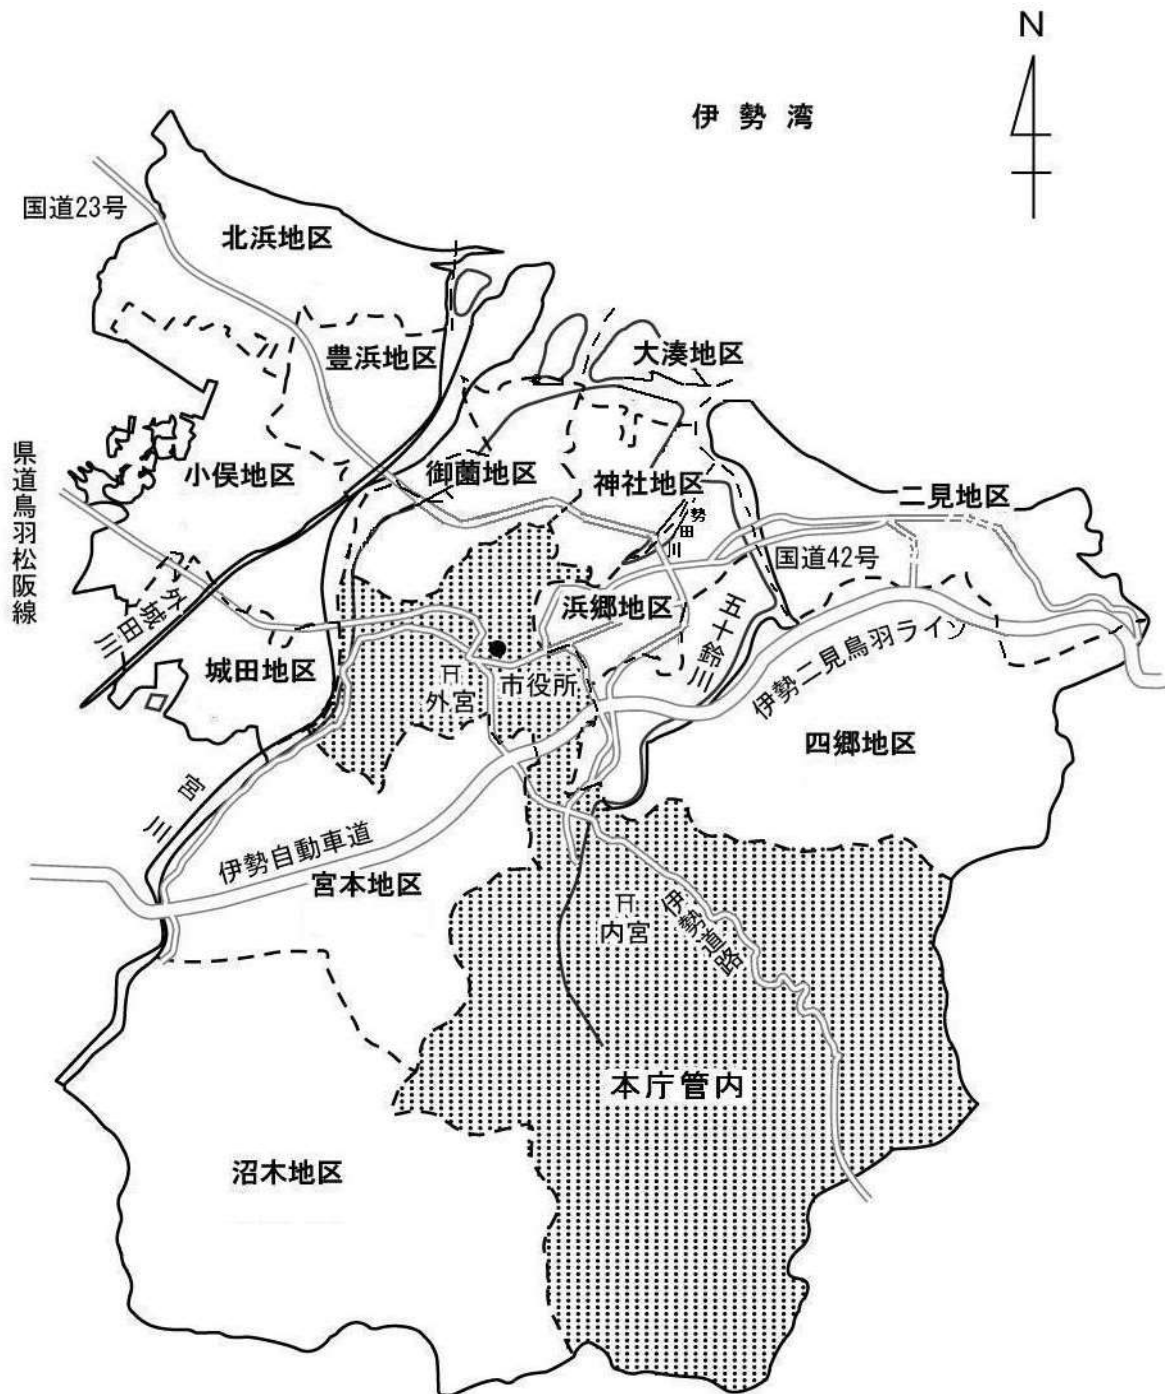 N
伊勢湾
国道23号
北浜地区
豊浜地区
大湊地区
県道鳥羽松阪線
小俣地区
御薗地区
神社地区
二見地区
勢田川
国道42号
外城田川
浜郷地区
五十鈴川
城田地区
外宮
市役所
伊勢二見鳥羽ライン
四郷地区
宮川
伊勢自動車道
宮本地区
内宮
伊勢道路
本庁管内
沼木地区